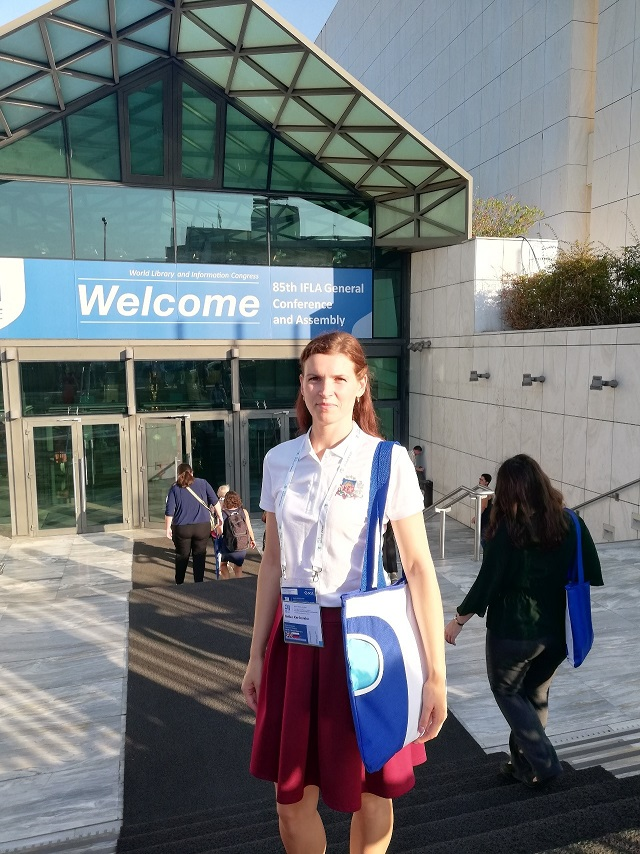 World Library and Information Congress
Welcome
85th IFLA General
Conference
and Assembly